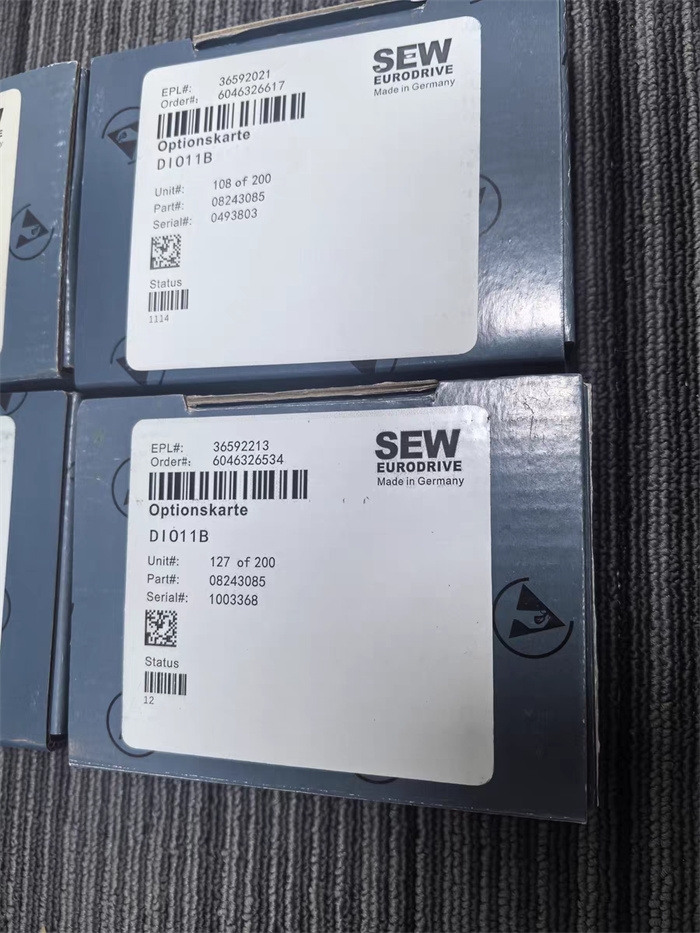 EPL#: 36592021
Order#: 6046326617
SEW
EURODRIVE
Made in Germany
Optionskarte
DIO11B
Unit#: 108 of 200
Part#: 08243085
Serial#: 0493803
Status
1114
EPL#: 36592213
Order#: 6046326534
SEW
EURODRIVE
Made in Germany
Optionskarte
DIO11B
Unit#: 127 of 200
Part#: 08243085
Serial#: 1003368
Status
12